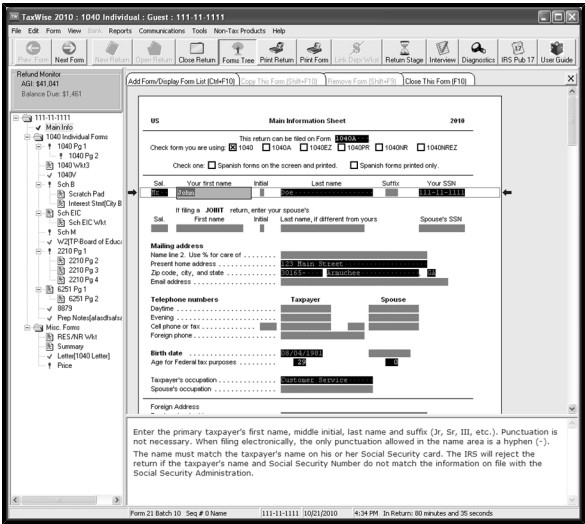 TaxWise 2010 : 1040 Individual : Guest : 111-11-1111
File Edit Form View Bank Reports Communications Tools Non-Tax Products Help
Prev. Form Next Form New Return Open Return Close Return Forms Tree Print Return Print Form Link Dep/Wkst Return Stage Interview Diagnostics IRS Pub 17 User Guide
Refund Monitor
AGI: $41,041
Balance Due: $1,461
Add Form/Display Form List (Ctrl+F10) Copy This Form (Shift+F10) Remove Form (Shift+F9) Close This Form (F10)
111-11-1111
Main Info
1040 Individual Forms
1040 Pg 1
1040 Pg 2
1040 Wkt3
1040V
Sch B
Scratch Pad
Interest Stmt[City B
Sch EIC
Sch EIC Wkt
Sch M
W2[TP-Board of Educa
2210 Pg 1
2210 Pg 2
2210 Pg 3
2210 Pg 4
6251 Pg 1
6251 Pg 2
8879
Prep Notes[afasdfsafsa
Misc. Forms
RES/NR Wkt
Summary
Letter[1040 Letter]
Price
US Main Information Sheet 2010
This return can be filed on Form 1040A
Check form you are using: X 1040 1040A 1040EZ 1040PR 1040NR 1040NREZ
Check one: Spanish forms on the screen and printed. Spanish forms printed only.
Sal. Your first name Initial Last name Suffix Your SSN
Mr. John Doe 111-11-1111
If filing a JOINT return, enter your spouse's
Sal. First name Initial Last name, if different from yours Spouse's SSN
Mailing address
Name line 2. Use % for care of
Present home address 123 Main Street
Zip code, city, and state 30165- Armuchee GA
Email address
Telephone numbers Taxpayer Spouse
Daytime
Evening
Cell phone or fax
Foreign phone
Birth date 08/04/1981
Age for Federal tax purposes 29 0
Taxpayer's occupation Customer Service
Spouse's occupation
Foreign Address
Enter the primary taxpayer's first name, middle initial, last name and suffix (Jr, Sr, III, etc.). Punctuation is
not necessary. When filing electronically, the only punctuation allowed in the name area is a hyphen (-).
The name must match the taxpayer's name on his or her Social Security card. The IRS will reject the
return if the taxpayer's name and Social Security Number do not match the information on file with the
Social Security Administration.
Form 21 Batch 10 Seq # 0 Name 111-11-1111 10/21/2010 4:34 PM In Return: 80 minutes and 35 seconds